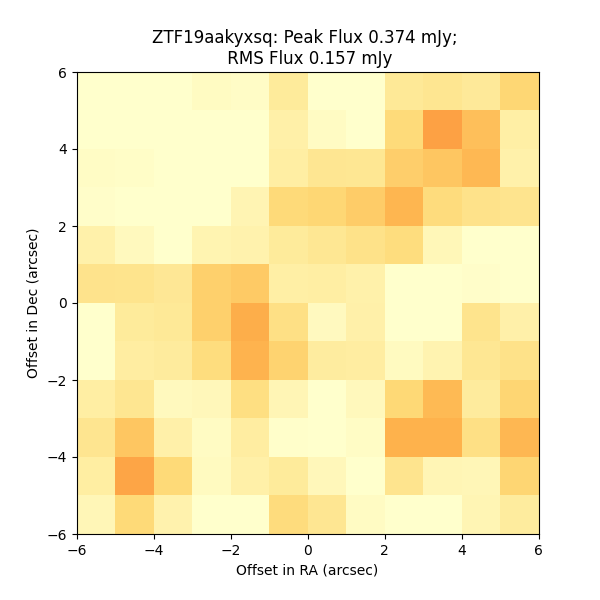 ZTF19aakyxsq: Peak Flux 0.374 mJy;
RMS Flux 0.157 mJy
6
4
2
0
−2
−4
−6
Offset in Dec (arcsec)
−6 −4 −2 0 2 4 6
Offset in RA (arcsec)